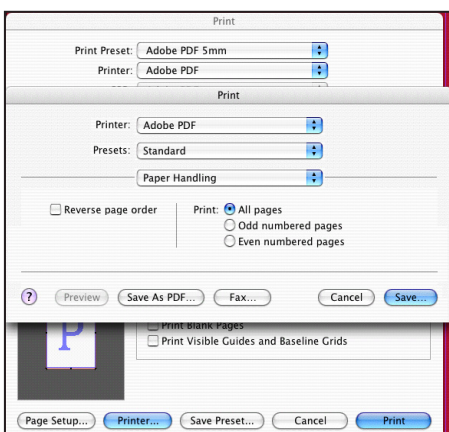 Print
Print Preset: Adobe PDF 5mm
Printer: Adobe PDF
Print
Printer: Adobe PDF
Presets: Standard
Paper Handling
Reverse page order
Print: All pages
Odd numbered pages
Even numbered pages
? Preview Save As PDF... Fax... Cancel Save...
P
Print Blank Pages
Print Visible Guides and Baseline Grids
Page Setup... Printer... Save Preset... Cancel Print